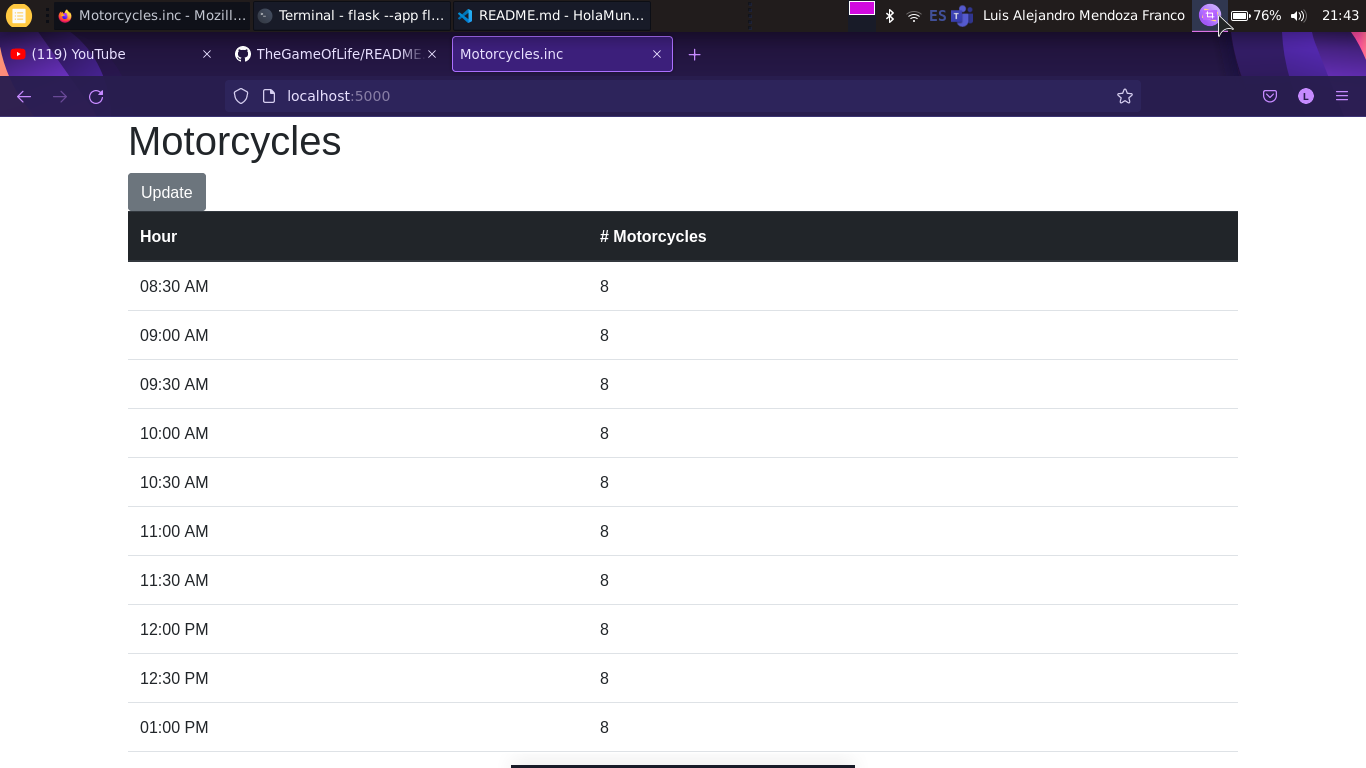 Motorcycles.inc - Mozill... Terminal - flask --app fl... README.md - HolaMun... ES T Luis Alejandro Mendoza Franco 76% 21:43
(119) YouTube TheGameOfLife/README Motorcycles.inc
localhost:5000 L
Motorcycles
Update
Hour # Motorcycles
08:30 AM 8
09:00 AM 8
09:30 AM 8
10:00 AM 8
10:30 AM 8
11:00 AM 8
11:30 AM 8
12:00 PM 8
12:30 PM 8
01:00 PM 8